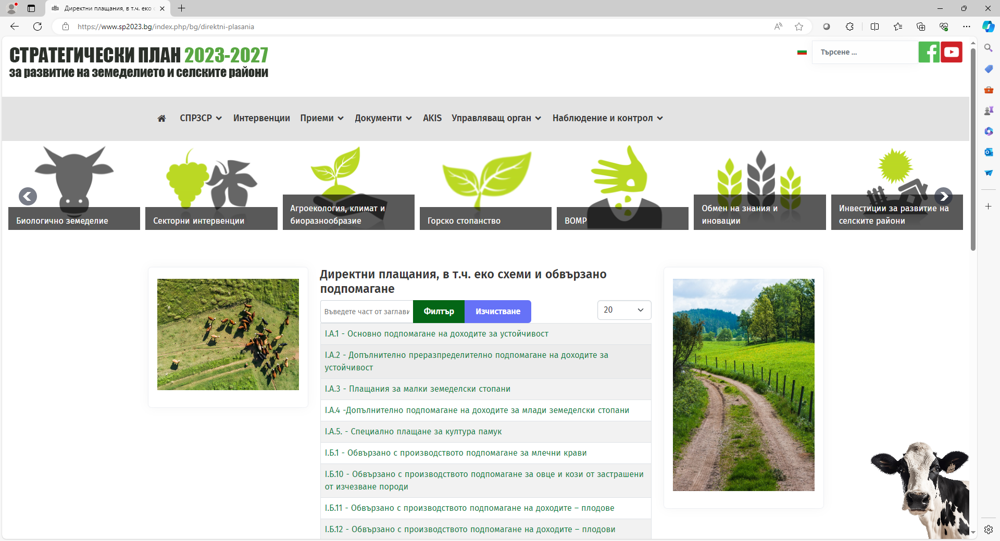 Директни плащания, в т.ч. еко с
https://www.sp2023.bg/index.php/bg/direktni-plasania
СТРАТЕГИЧЕСКИ ПЛАН 2023-2027
за развитие на земеделието и селските райони
Търсене ...
СПРЗСР
Интервенции
Приеми
Документи
AKIS
Управляващ орган
Наблюдение и контрол
Биологично земеделие
Секторни интервенции
Агроекология, климат и
биоразнообразие
Горско стопанство
ВОМР
Обмен на знания и
иновации
Инвестиции за развитие на
селските райони
Директни плащания, в т.ч. еко схеми и обвързано
подпомагане
Въведете част от заглави
Филтър
Изчистване
20
I.A.1 - Основно подпомагане на доходите за устойчивост
I.A.2 - Допълнително преразпределително подпомагане на доходите за
устойчивост
I.A.3 - Плащания за малки земеделски стопани
I.A.4 -Допълнително подпомагане на доходите за млади земеделски стопани
I.A.5. - Специално плащане за култура памук
I.Б.1 - Обвързано с производството подпомагане за млечни крави
I.Б.10 - Обвързано с производството подпомагане за овце и кози от застрашени
от изчезване породи
I.Б.11 - Обвързано с производството подпомагане на доходите – плодове
I.Б.12 - Обвързано с производството подпомагане на доходите – плодови